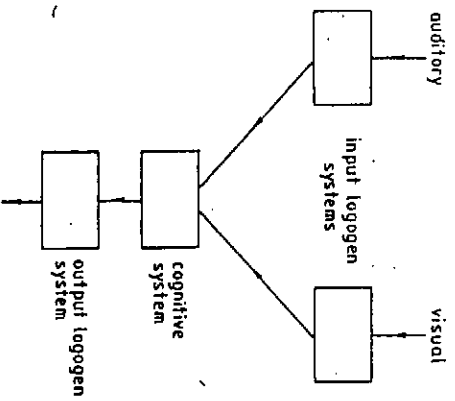 auditory
visual
input logogen
systems
cognitive
system
output logogen
system